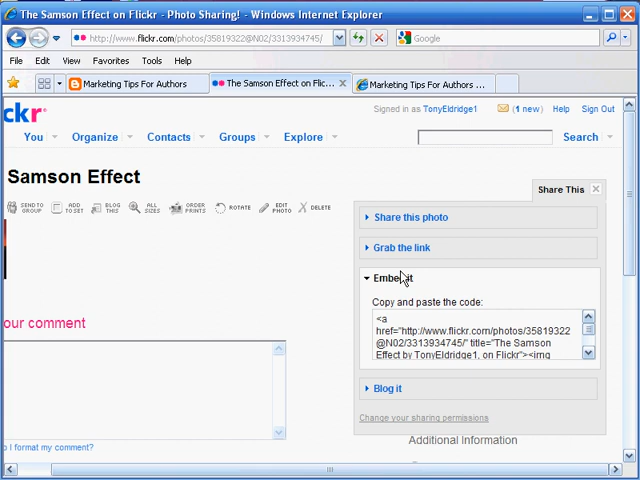 The Samson Effect on Flickr - Photo Sharing! - Windows Internet Explorer
http://www.flickr.com/photos/35819322@N02/3313934745/
Google
File Edit View Favorites Tools Help
Marketing Tips For Authors
The Samson Effect on Flic...
Marketing Tips For Authors ...
ckr
Signed in as TonyEldridge1 (1 new) Help Sign Out
You Organize Contacts Groups Explore Search
Samson Effect
SEND TO GROUP
ADD TO SET
BLOG THIS
ALL SIZES
ORDER PRINTS
ROTATE
EDIT PHOTO
DELETE
Share This
Share this photo
Grab the link
Embed it
Copy and paste the code:
<a
href="http://www.flickr.com/photos/35819322
@N02/3313934745/" title="The Samson
Effect by TonyEldridge1, on Flickr"><img
our comment
Blog it
Change your sharing permissions
Additional Information
o I format my comment?